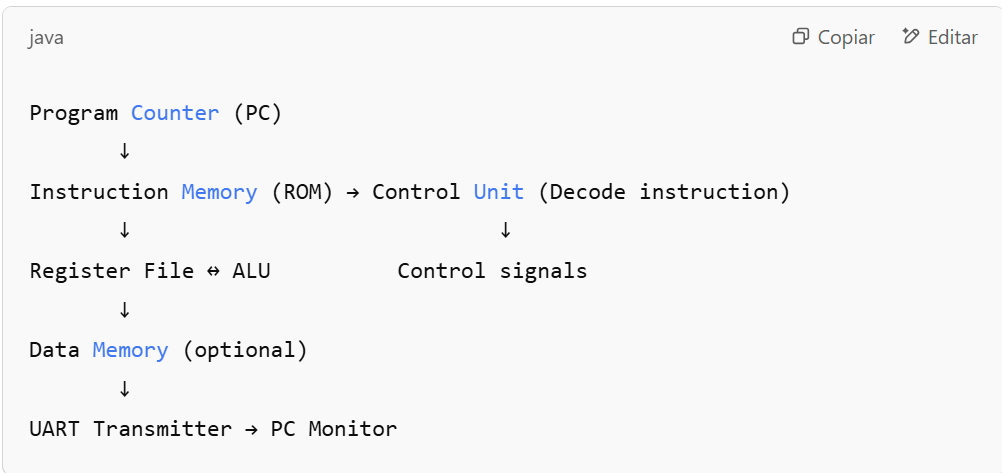 java Copiar Editar
Program Counter (PC)
↓
Instruction Memory (ROM) → Control Unit (Decode instruction)
↓ ↓
Register File ↔ ALU Control signals
↓
Data Memory (optional)
↓
UART Transmitter → PC Monitor